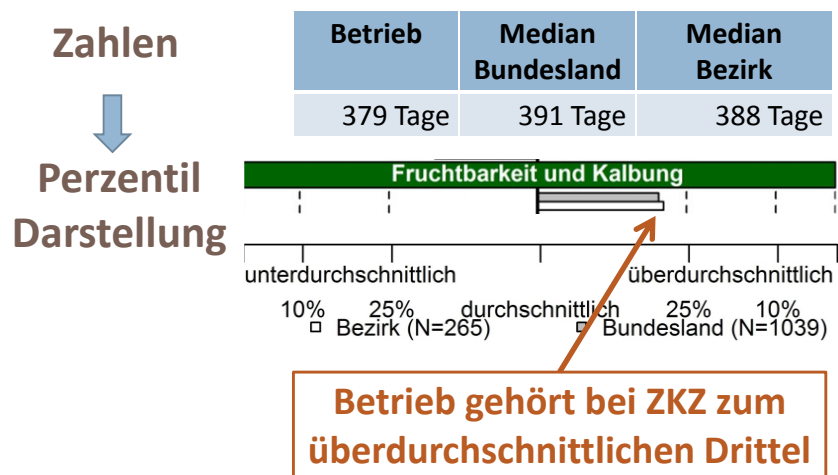 Zahlen
Betrieb Median Bundesland Median Bezirk
379 Tage 391 Tage 388 Tage
Perzentil
Darstellung
Fruchtbarkeit und Kalbung
unterdurchschnittlich überdurchschnittlich
10% 25% durchschnittlich 25% 10%
Bezirk (N=265) Bundesland (N=1039)
Betrieb gehört bei ZKZ zum
überdurchschnittlichen Drittel